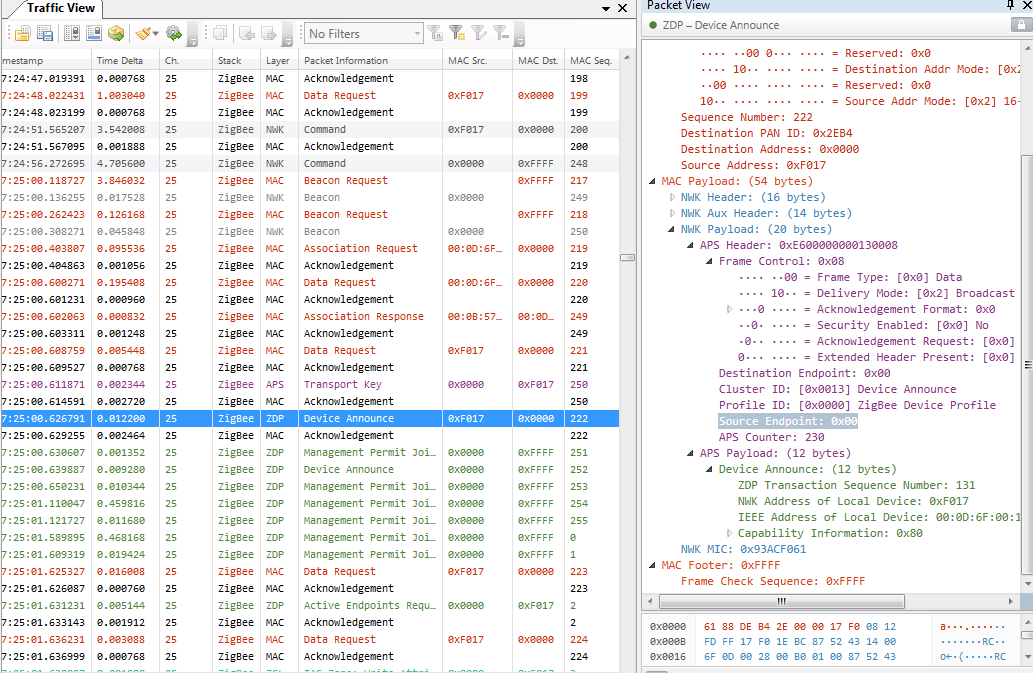 Traffic View
No Filters
mestamp Time Delta Ch. Stack Layer Packet Information MAC Src. MAC Dst. MAC Seq.
7:24:47.019391 0.000768 25 ZigBee MAC Acknowledgement 198
7:24:48.022431 1.003040 25 ZigBee MAC Data Request 0xF017 0x0000 199
7:24:48.023199 0.000768 25 ZigBee MAC Acknowledgement 199
7:24:51.565207 3.542008 25 ZigBee NWK Command 0xF017 0x0000 200
7:24:51.567095 0.001888 25 ZigBee MAC Acknowledgement 200
7:24:56.272695 4.705600 25 ZigBee NWK Command 0x0000 0xFFFF 248
7:25:00.118727 3.846032 25 ZigBee MAC Beacon Request 0xFFFF 217
7:25:00.136255 0.017528 25 ZigBee NWK Beacon 0x0000 249
7:25:00.262423 0.126168 25 ZigBee MAC Beacon Request 0xFFFF 218
7:25:00.308271 0.045848 25 ZigBee NWK Beacon 0x0000 250
7:25:00.403807 0.095536 25 ZigBee MAC Association Request 00:0D:6F… 0x0000 219
7:25:00.404863 0.001056 25 ZigBee MAC Acknowledgement 219
7:25:00.600271 0.195408 25 ZigBee MAC Data Request 00:0D:6F… 0x0000 220
7:25:00.601231 0.000960 25 ZigBee MAC Acknowledgement 220
7:25:00.602063 0.000832 25 ZigBee MAC Association Response 00:0B:57… 00:0D… 249
7:25:00.603311 0.001248 25 ZigBee MAC Acknowledgement 249
7:25:00.608759 0.005448 25 ZigBee MAC Data Request 0xF017 0x0000 221
7:25:00.609527 0.000768 25 ZigBee MAC Acknowledgement 221
7:25:00.611871 0.002344 25 ZigBee APS Transport Key 0x0000 0xF017 250
7:25:00.614591 0.002720 25 ZigBee MAC Acknowledgement 250
7:25:00.626791 0.012200 25 ZigBee ZDP Device Announce 0xF017 0x0000 222
7:25:00.629255 0.002464 25 ZigBee MAC Acknowledgement 222
7:25:00.630607 0.001352 25 ZigBee ZDP Management Permit Joi… 0x0000 0xFFFF 251
7:25:00.639887 0.009280 25 ZigBee ZDP Device Announce 0x0000 0xFFFF 252
7:25:00.650231 0.010344 25 ZigBee ZDP Management Permit Joi… 0x0000 0xFFFF 253
7:25:01.110047 0.459816 25 ZigBee ZDP Management Permit Joi… 0x0000 0xFFFF 254
7:25:01.121727 0.011680 25 ZigBee ZDP Management Permit Joi… 0x0000 0xFFFF 255
7:25:01.589895 0.468168 25 ZigBee ZDP Management Permit Joi… 0x0000 0xFFFF 0
7:25:01.609319 0.019424 25 ZigBee ZDP Management Permit Joi… 0x0000 0xFFFF 1
7:25:01.625327 0.016008 25 ZigBee MAC Data Request 0xF017 0x0000 223
7:25:01.626087 0.000760 25 ZigBee MAC Acknowledgement 223
7:25:01.631231 0.005144 25 ZigBee ZDP Active Endpoints Requ… 0x0000 0xF017 2
7:25:01.633143 0.001912 25 ZigBee MAC Acknowledgement 2
7:25:01.636231 0.003088 25 ZigBee MAC Data Request 0xF017 0x0000 224
7:25:01.636999 0.000768 25 ZigBee MAC Acknowledgement 224
Packet View
ZDP – Device Announce
···· ··00 0··· ···· = Reserved: 0x0
···· 10·· ···· ···· = Destination Addr Mode: [0x2
··00 ···· ···· ···· = Reserved: 0x0
10·· ···· ···· ···· = Source Addr Mode: [0x2] 16-
Sequence Number: 222
Destination PAN ID: 0x2EB4
Destination Address: 0x0000
Source Address: 0xF017
MAC Payload: (54 bytes)
NWK Header: (16 bytes)
NWK Aux Header: (14 bytes)
NWK Payload: (20 bytes)
APS Header: 0xE600000000130008
Frame Control: 0x08
···· ··00 = Frame Type: [0x0] Data
···· 10·· = Delivery Mode: [0x2] Broadcast
···0 ···· = Acknowledgement Format: 0x0
··0· ···· = Security Enabled: [0x0] No
·0·· ···· = Acknowledgement Request: [0x0]
0··· ···· = Extended Header Present: [0x0]
Destination Endpoint: 0x00
Cluster ID: [0x0013] Device Announce
Profile ID: [0x0000] ZigBee Device Profile
Source Endpoint: 0x00
APS Counter: 230
APS Payload: (12 bytes)
Device Announce: (12 bytes)
ZDP Transaction Sequence Number: 131
NWK Address of Local Device: 0xF017
IEEE Address of Local Device: 00:0D:6F:00:1
Capability Information: 0x80
NWK MIC: 0x93ACF061
MAC Footer: 0xFFFF
Frame Check Sequence: 0xFFFF
0x0000 61 88 DE B4 2E 00 00 17 F0 08 12 a···.······
0x000B FD FF 17 F0 1E BC 87 52 43 14 00 ·······RC··
0x0016 6F 0D 00 28 00 B0 01 00 87 52 43 o←·(·····RC